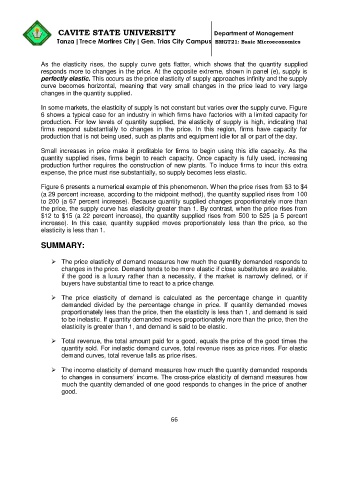 CAVITE STATE UNIVERSITY
Department of Management
Tanza | Trece Martires City | Gen. Trias City Campus
BMGT21: Basic Microeconomics
As the elasticity rises, the supply curve gets flatter, which shows that the quantity supplied
responds more to changes in the price. At the opposite extreme, shown in panel (e), supply is
perfectly elastic. This occurs as the price elasticity of supply approaches infinity and the supply
curve becomes horizontal, meaning that very small changes in the price lead to very large
changes in the quantity supplied.
In some markets, the elasticity of supply is not constant but varies over the supply curve. Figure
6 shows a typical case for an industry in which firms have factories with a limited capacity for
production. For low levels of quantity supplied, the elasticity of supply is high, indicating that
firms respond substantially to changes in the price. In this region, firms have capacity for
production that is not being used, such as plants and equipment idle for all or part of the day.
Small increases in price make it profitable for firms to begin using this idle capacity. As the
quantity supplied rises, firms begin to reach capacity. Once capacity is fully used, increasing
production further requires the construction of new plants. To induce firms to incur this extra
expense, the price must rise substantially, so supply becomes less elastic.
Figure 6 presents a numerical example of this phenomenon. When the price rises from $3 to $4
(a 29 percent increase, according to the midpoint method), the quantity supplied rises from 100
to 200 (a 67 percent increase). Because quantity supplied changes proportionately more than
the price, the supply curve has elasticity greater than 1. By contrast, when the price rises from
$12 to $15 (a 22 percent increase), the quantity supplied rises from 500 to 525 (a 5 percent
increase). In this case, quantity supplied moves proportionately less than the price, so the
elasticity is less than 1.
SUMMARY:
➢ The price elasticity of demand measures how much the quantity demanded responds to
changes in the price. Demand tends to be more elastic if close substitutes are available,
if the good is a luxury rather than a necessity, if the market is narrowly defined, or if
buyers have substantial time to react to a price change.
➢ The price elasticity of demand is calculated as the percentage change in quantity
demanded divided by the percentage change in price. If quantity demanded moves
proportionately less than the price, then the elasticity is less than 1, and demand is said
to be inelastic. If quantity demanded moves proportionately more than the price, then the
elasticity is greater than 1, and demand is said to be elastic.
➢ Total revenue, the total amount paid for a good, equals the price of the good times the
quantity sold. For inelastic demand curves, total revenue rises as price rises. For elastic
demand curves, total revenue falls as price rises.
➢ The income elasticity of demand measures how much the quantity demanded responds
to changes in consumers' income. The cross-price elasticity of demand measures how
much the quantity demanded of one good responds to changes in the price of another
good.
66